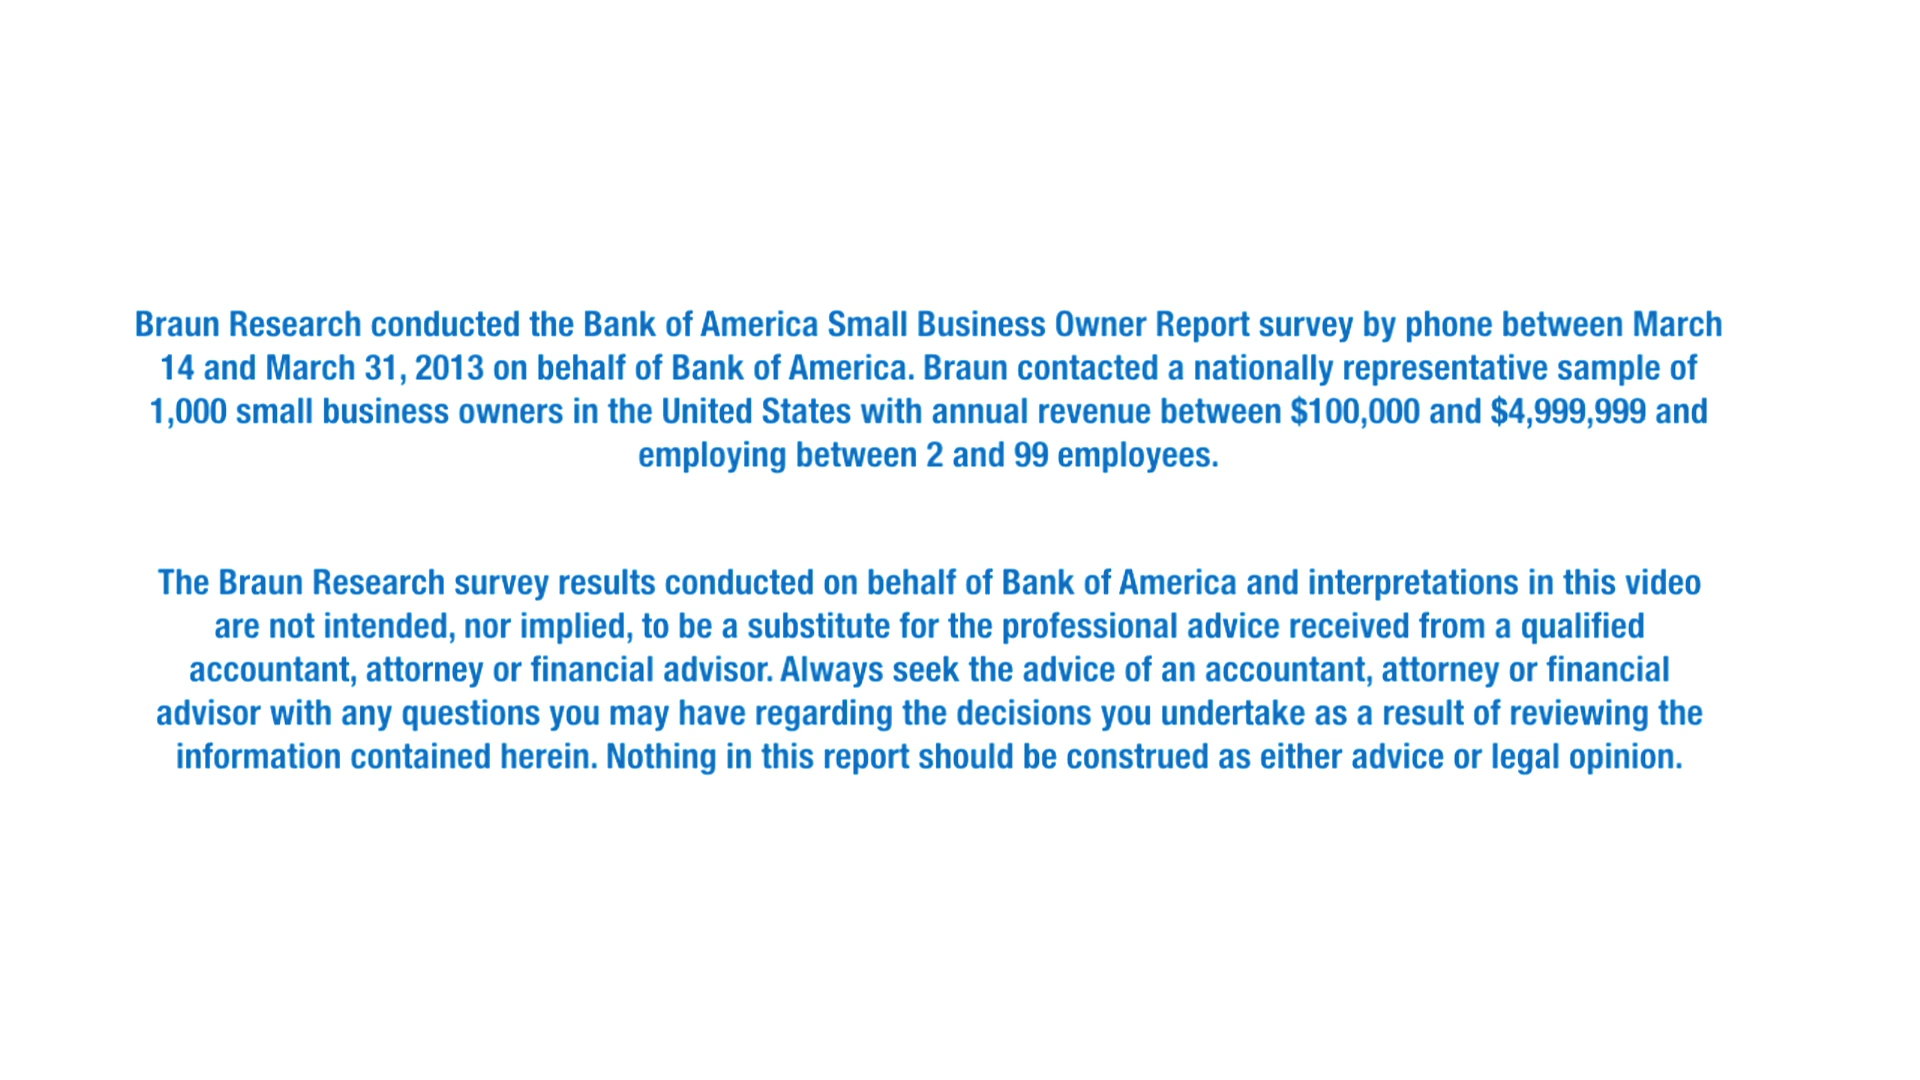 Braun Research conducted the Bank of America Small Business Owner Report survey by phone between March
14 and March 31, 2013 on behalf of Bank of America. Braun contacted a nationally representative sample of
1,000 small business owners in the United States with annual revenue between $100,000 and $4,999,999 and
employing between 2 and 99 employees.
The Braun Research survey results conducted on behalf of Bank of America and interpretations in this video
are not intended, nor implied, to be a substitute for the professional advice received from a qualified
accountant, attorney or financial advisor. Always seek the advice of an accountant, attorney or financial
advisor with any questions you may have regarding the decisions you undertake as a result of reviewing the
information contained herein. Nothing in this report should be construed as either advice or legal opinion.